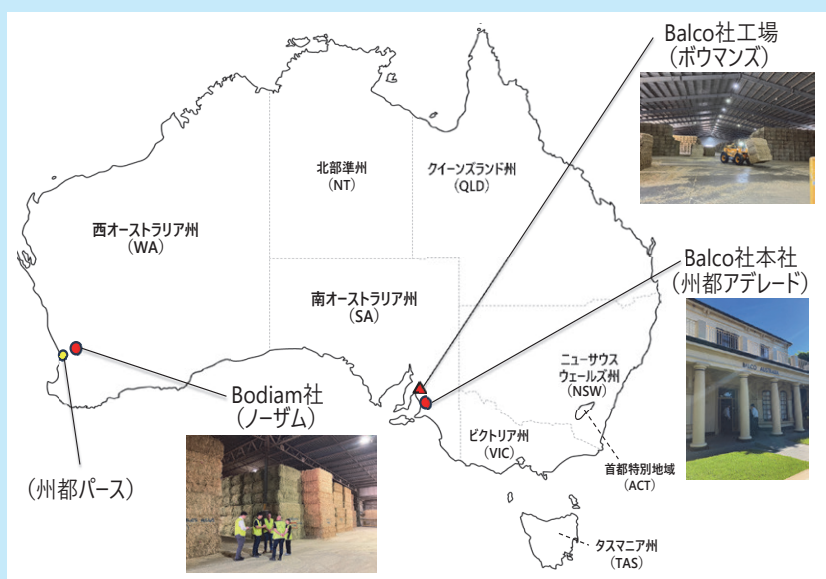 Balco社工場
（ボウマンズ）
北部準州
（NT）
クイーンズランド州
（QLD）
西オーストラリア州
（WA）
Balco社本社
（州都アデレード）
南オーストラリア州
（SA）
ニューサウス
ウェールズ州
（NSW）
Bodiam社
（ノーザム）
ビクトリア州
（VIC）
首都特別地域
（ACT）
（州都パース）
タスマニア州
（TAS）